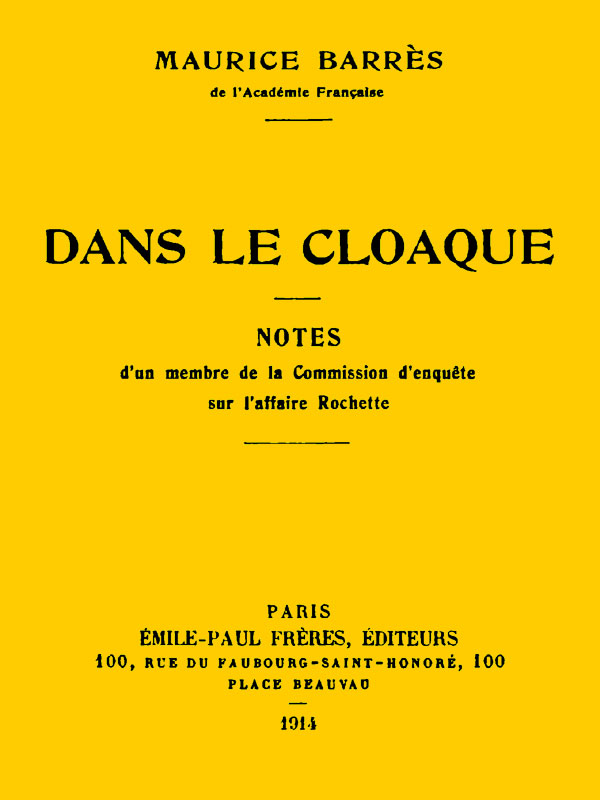 MAURICE BARRÈS
de l'Académie Française
DANS LE CLOAQUE
NOTES
d'un membre de la Commission d'enquête
sur l'affaire Rochette
PARIS
ÉMILE-PAUL FRÈRES, ÉDITEURS
100, RUE DU FAUBOURG-SAINT-HONORÉ, 100
PLACE BEAUVAU
1914